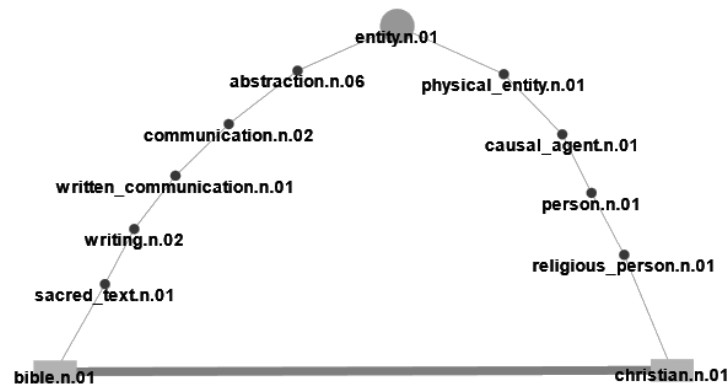 entity.n.01
abstraction.n.06
physical_entity.n.01
communication.n.02
causal_agent.n.01
written_communication.n.01
person.n.01
writing.n.02
religious_person.n.01
sacred_text.n.01
bible.n.01
christian.n.01